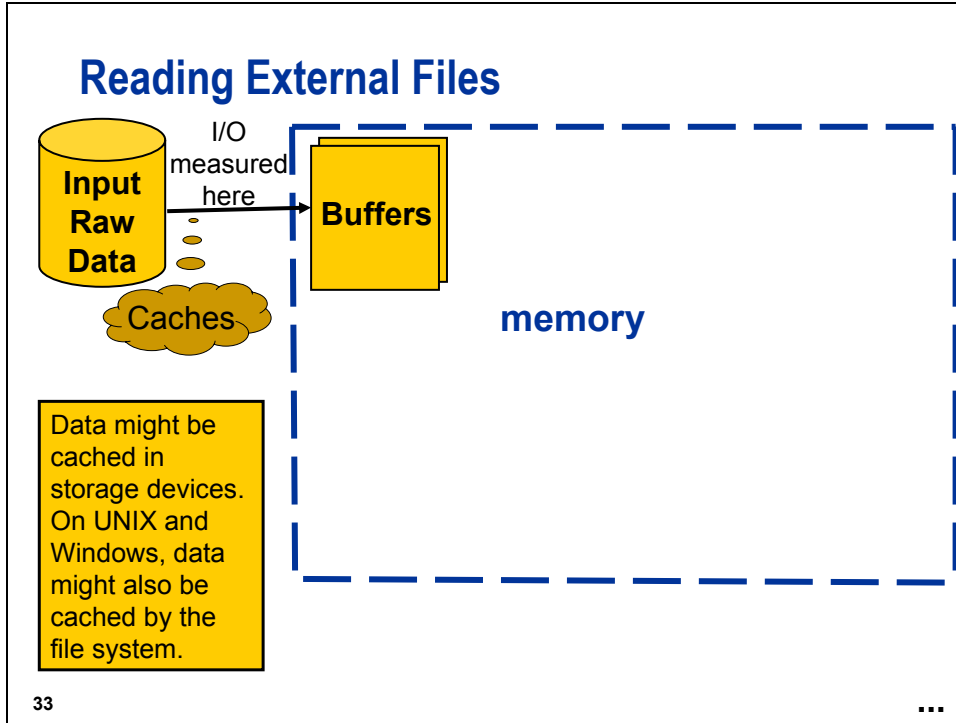 Reading External Files
Input
Raw
Data
I/O
measured
here
Buffers
Caches
memory
Data might be
cached in
storage devices.
On UNIX and
Windows, data
might also be
cached by the
file system.
33
...